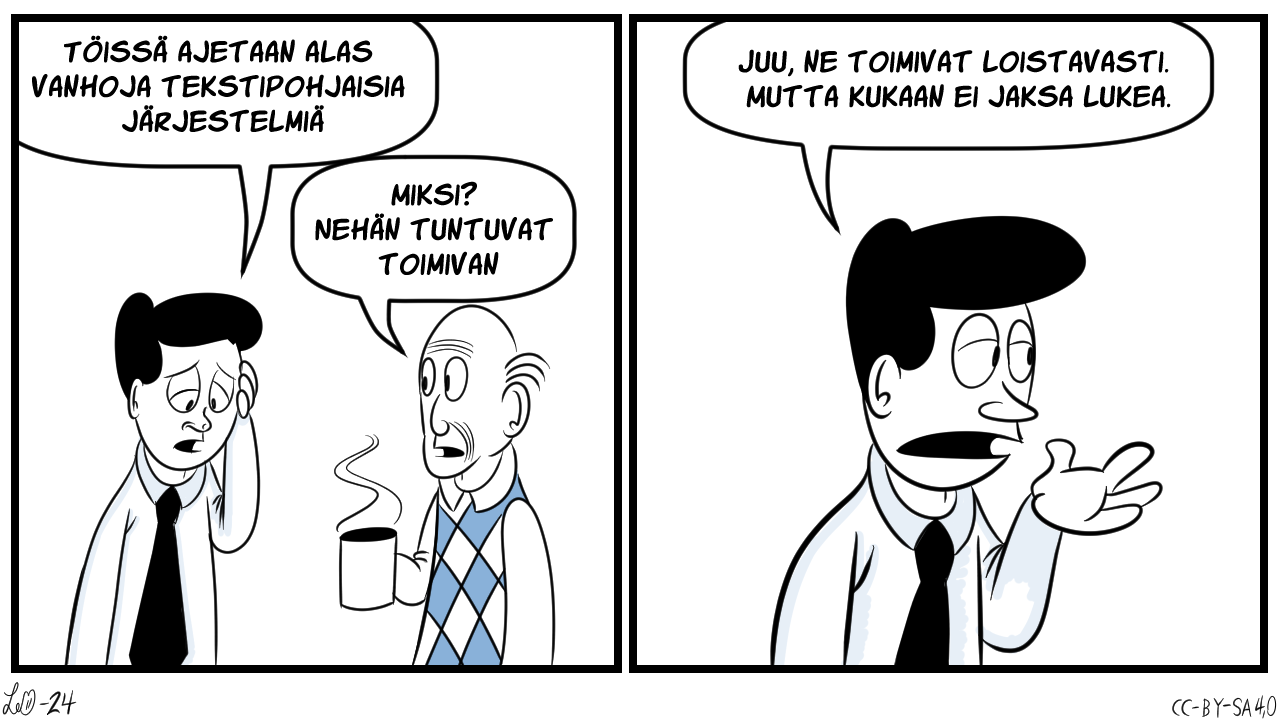 TÖISSÄ AJETAAN ALAS
VANHOJA TEKSTIPOHJAISIA
JÄRJESTELMIÄ
MIKSI?
NEHÄN TUNTUVAT
TOIMIVAN
JUU, NE TOIMIVAT LOISTAVASTI.
MUTTA KUKAAN EI JAKSA LUKEA.
-24
CC-BY-SA 4,0